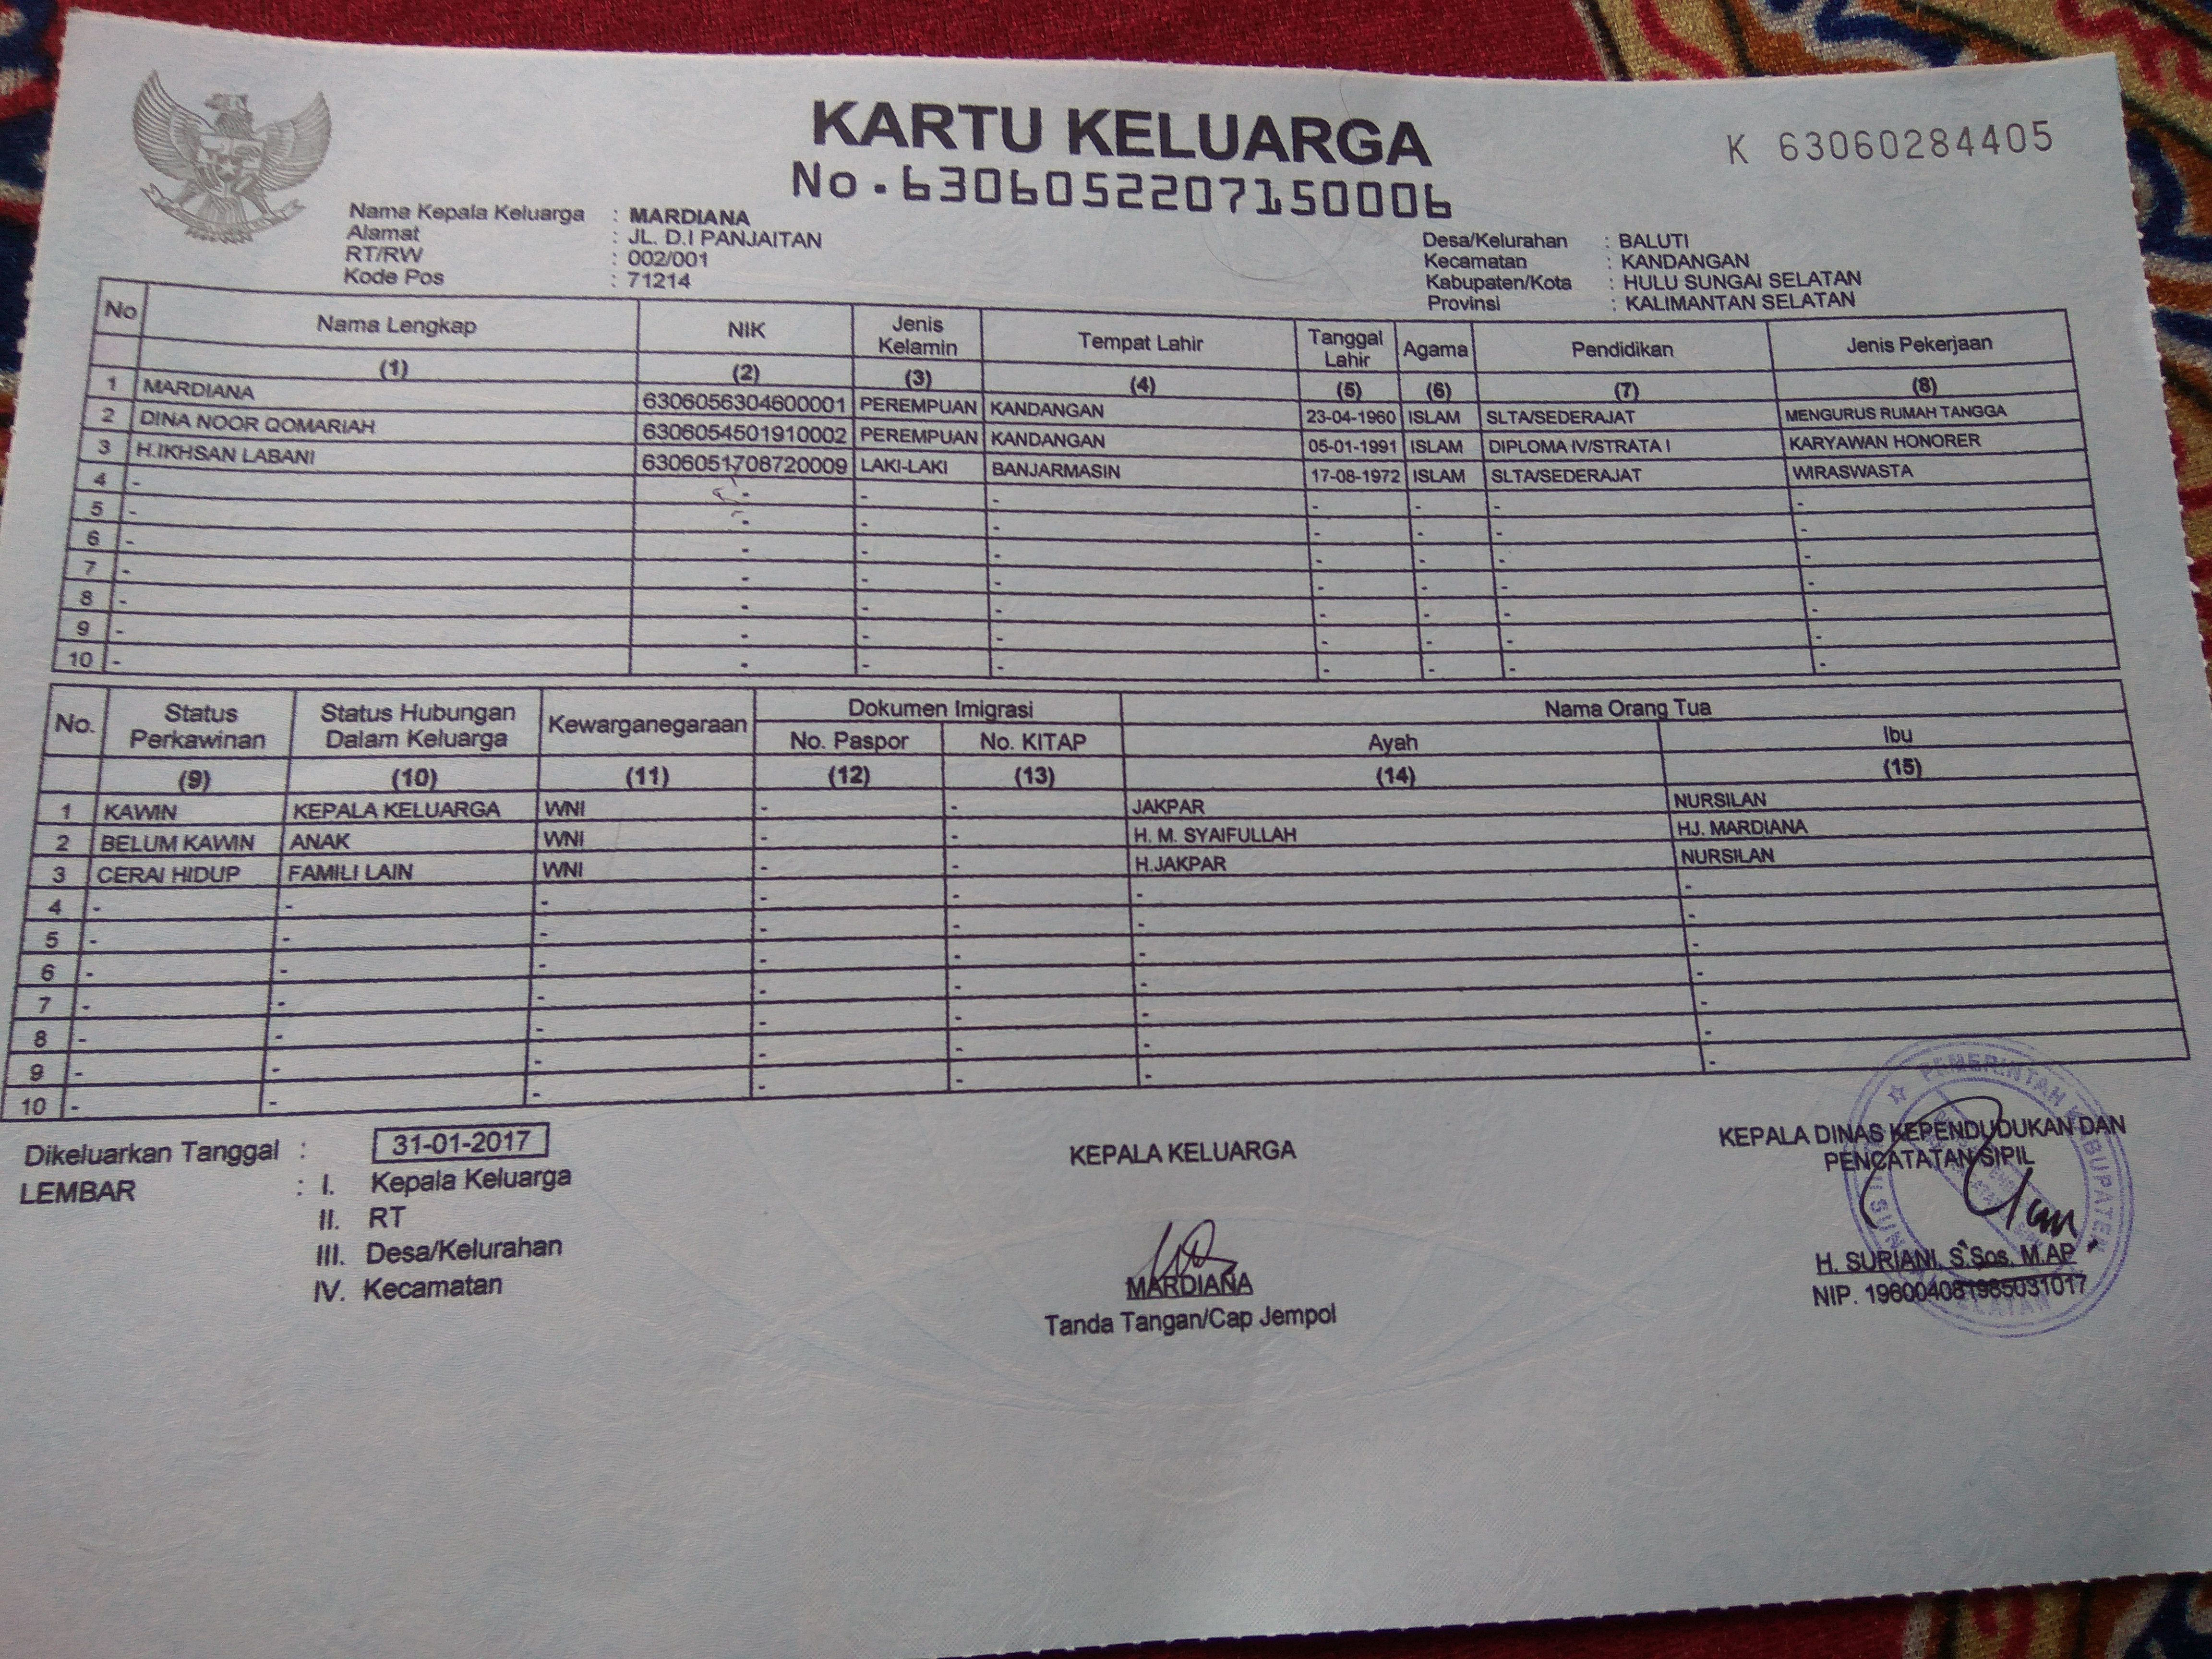 KARTU KELUARGA
No.6306052207150006
K 63060284405
Nama Kepala Keluarga : MARDIANA
Alamat : JL. D.I PANJAITAN
RT/RW : 002/001
Kode Pos : 71214
Desa/Kelurahan : BALUTI
Kecamatan : KANDANGAN
Kabupaten/Kota : HULU SUNGAI SELATAN
Provinsi : KALIMANTAN SELATAN
No Nama Lengkap NIK Jenis Kelamin Tempat Lahir Tanggal Lahir Agama Pendidikan Jenis Pekerjaan
(1) (2) (3) (4) (5) (6) (7) (8)
1 MARDIANA 6306056304600001 PEREMPUAN KANDANGAN 23-04-1960 ISLAM SLTA/SEDERAJAT MENGURUS RUMAH TANGGA
2 DINA NOOR QOMARIAH 6306054501910002 PEREMPUAN KANDANGAN 05-01-1991 ISLAM DIPLOMA IV/STRATA I KARYAWAN HONORER
3 H.IKHSAN LABANI 6306051708720009 LAKI-LAKI BANJARMASIN 17-08-1972 ISLAM SLTA/SEDERAJAT WIRASWASTA
4 - - - - - - - -
5 - - - - - - - -
6 - - - - - - - -
7 - - - - - - - -
8 - - - - - - - -
9 - - - - - - - -
10 - - - - - - - -
No. Status Perkawinan Status Hubungan Dalam Keluarga Kewarganegaraan Dokumen Imigrasi Nama Orang Tua
No. Paspor No. KITAP Ayah Ibu
(9) (10) (11) (12) (13) (14) (15)
1 KAWIN KEPALA KELUARGA WNI - - JAKPAR NURSILAN
2 BELUM KAWIN ANAK WNI - - H. M. SYAIFULLAH HJ. MARDIANA
3 CERAI HIDUP FAMILI LAIN WNI - - H.JAKPAR NURSILAN
4 - - - - - - -
5 - - - - - - -
6 - - - - - - -
7 - - - - - - -
8 - - - - - - -
9 - - - - - - -
10 - - - - - - -
Dikeluarkan Tanggal : 31-01-2017
LEMBAR : I. Kepala Keluarga
II. RT
III. Desa/Kelurahan
IV. Kecamatan
KEPALA KELUARGA
MARDIANA
Tanda Tangan/Cap Jempol
KEPALA DINAS KEPENDUDUKAN DAN
PENCATATAN SIPIL
H. SURIANI, S.Sos, M.AP
NIP. 196004081985031017
PEMERINTAH KABUPATEN